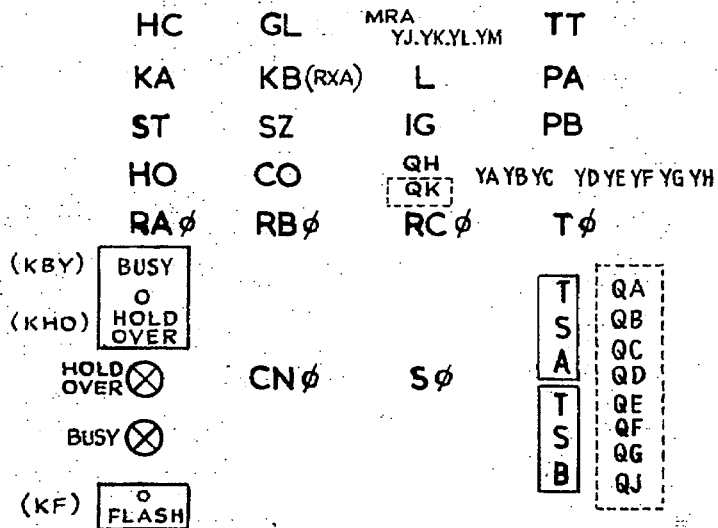 HC GL MRA TT
YJ.YK.YL.YM
KA KB(RXA) L PA
ST SZ IG PB
HO CO QH YA YB YC YD YE YF YG YH
QK
RAø RBø RCø Tø
(KBY) BUSY
(KHO) HOLD OVER
HOLD OVER CNø Sø
BUSY
(KF) FLASH
TSA
TSB
QA
QB
QC
QD
QE
QF
QG
QJ